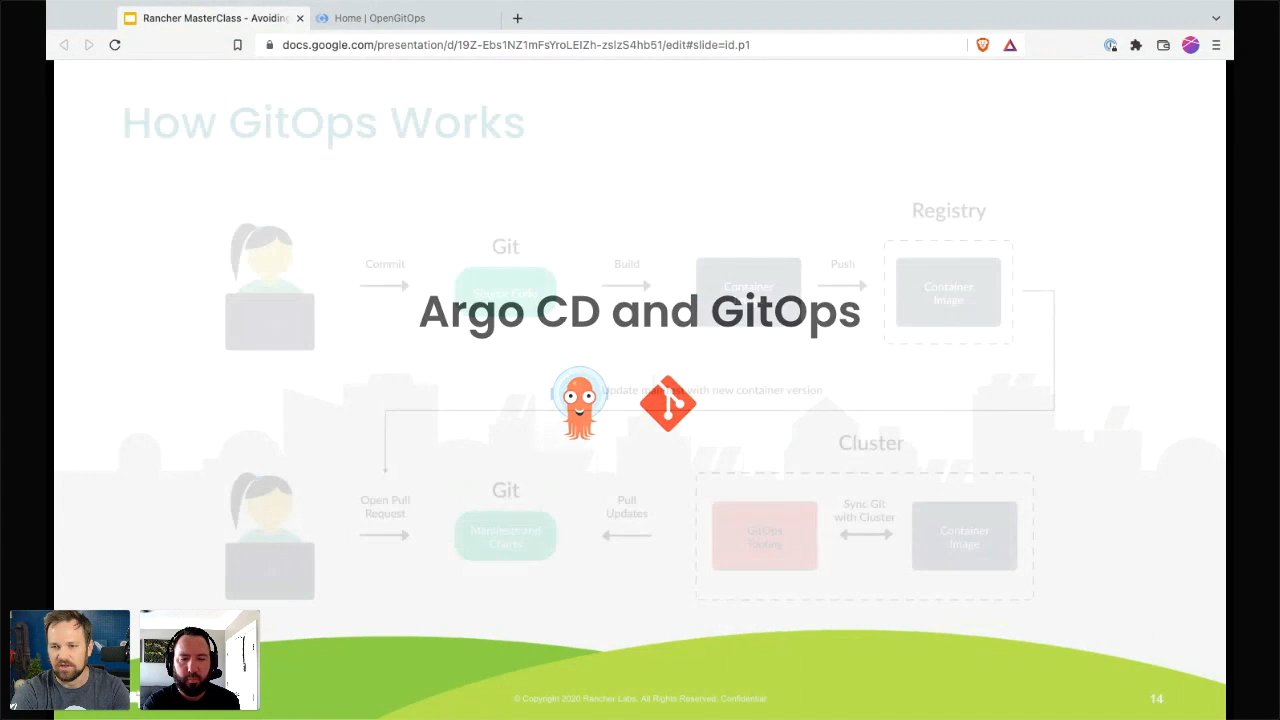 Rancher MasterClass - Avoiding
Home | OpenGitOps
docs.google.com/presentation/d/19Z-Ebs1NZ1mFsYroLEIZh-zslzS4hb51/edit#slide=id.p1
How GitOps Works
Registry
Git
Commit
Build
Push
Container
Container
Image
Argo CD and GitOps
Update manifest with new container version
Cluster
Git
Open Pull
Request
Pull
Updates
Sync Git
with Cluster
Manifests and
Charts
GitOps
Tooling
Container
Image
© Copyright 2020 Rancher Labs. All Rights Reserved. Confidential
14